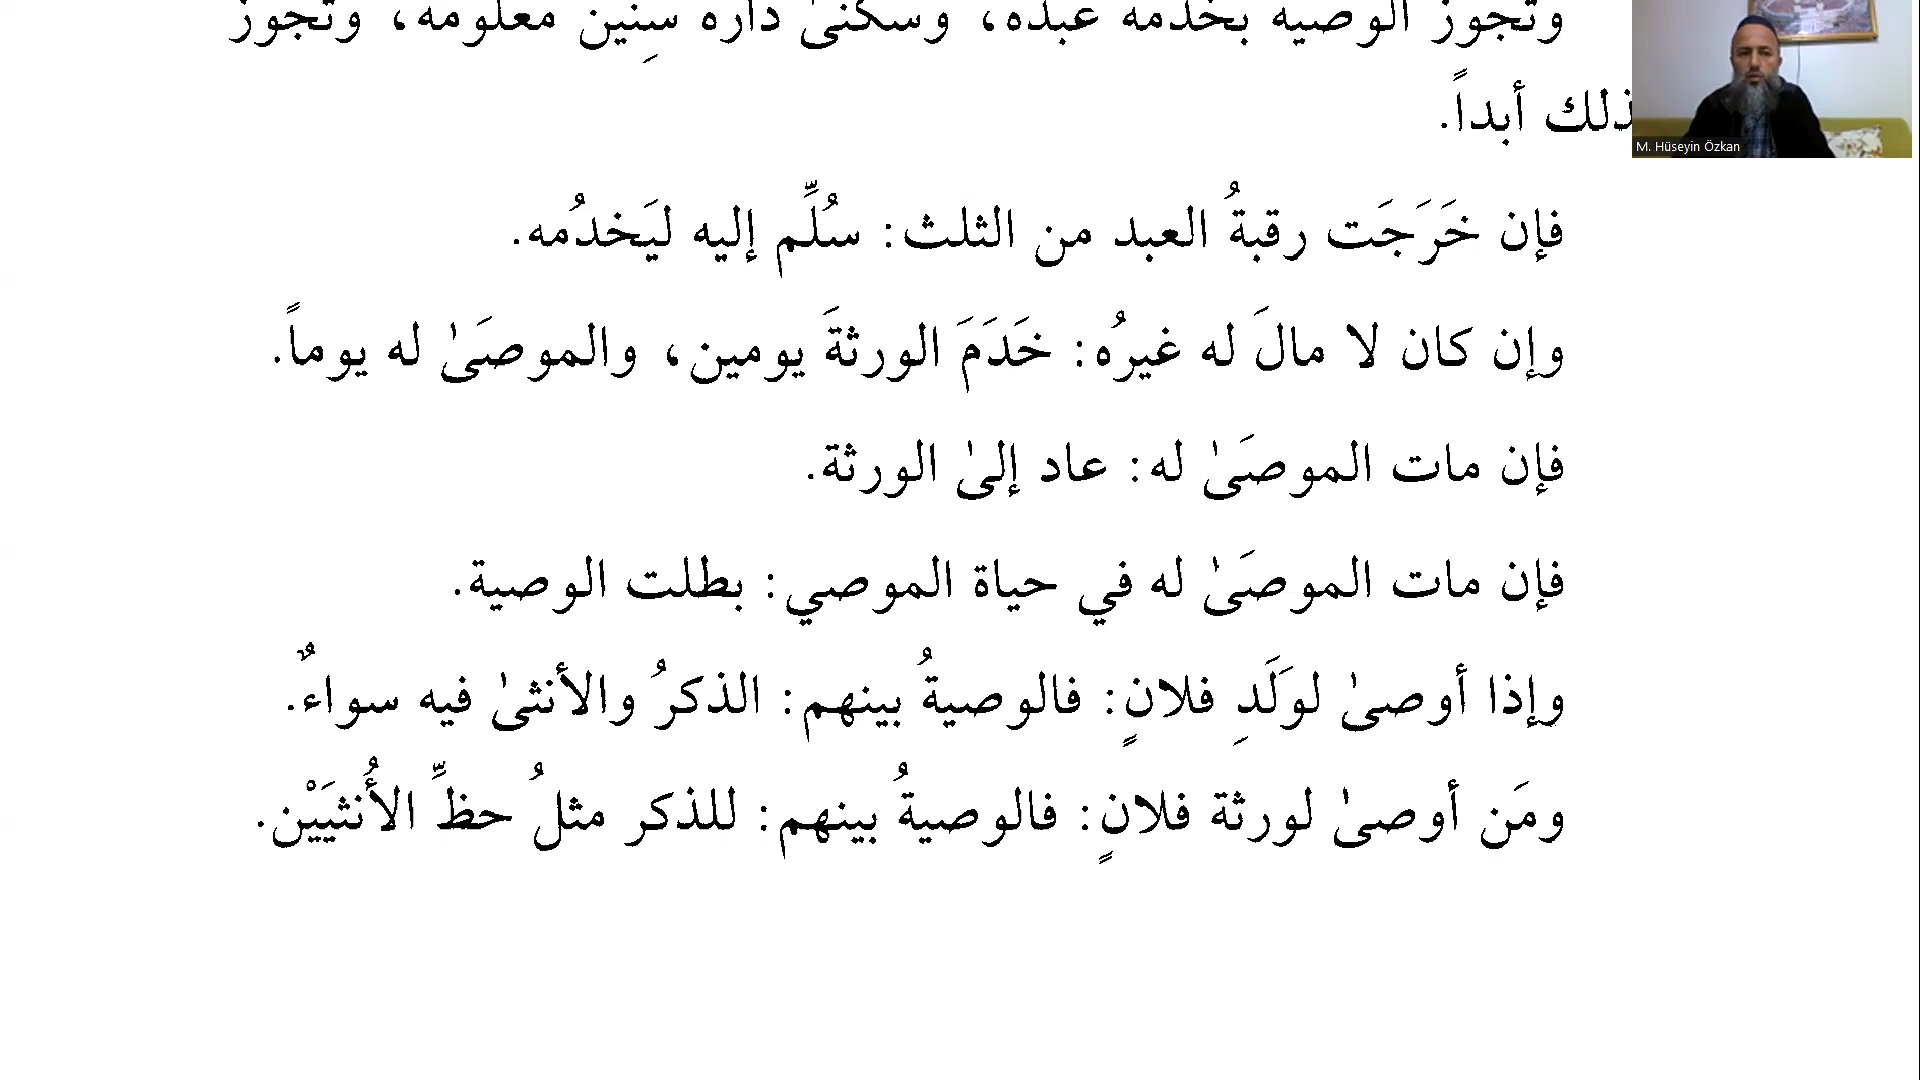 وتجوز الوصية بخدمة عبده، وسكنىٰ داره سِنين معلومة، وتجوز
ذلك أبداً.
M. Hüseyin Özkan
فإن خَرَجَت رقبةُ العبد من الثلث: سُلِّم إليه ليَخدُمه.
وإن كان لا مالَ له غيرُه: خَدَمَ الورثةَ يومين، والموصَىٰ له يوماً.
فإن مات الموصَىٰ له: عاد إلىٰ الورثة.
فإن مات الموصَىٰ له في حياة الموصي: بطلت الوصية.
وإذا أوصىٰ لوَلَدِ فلانٍ: فالوصيةُ بينهم: الذكرُ والأنثىٰ فيه سواءٌ.
ومَن أوصىٰ لورثة فلانٍ: فالوصيةُ بينهم: للذكر مثلُ حظِّ الأُنثيَيْن.